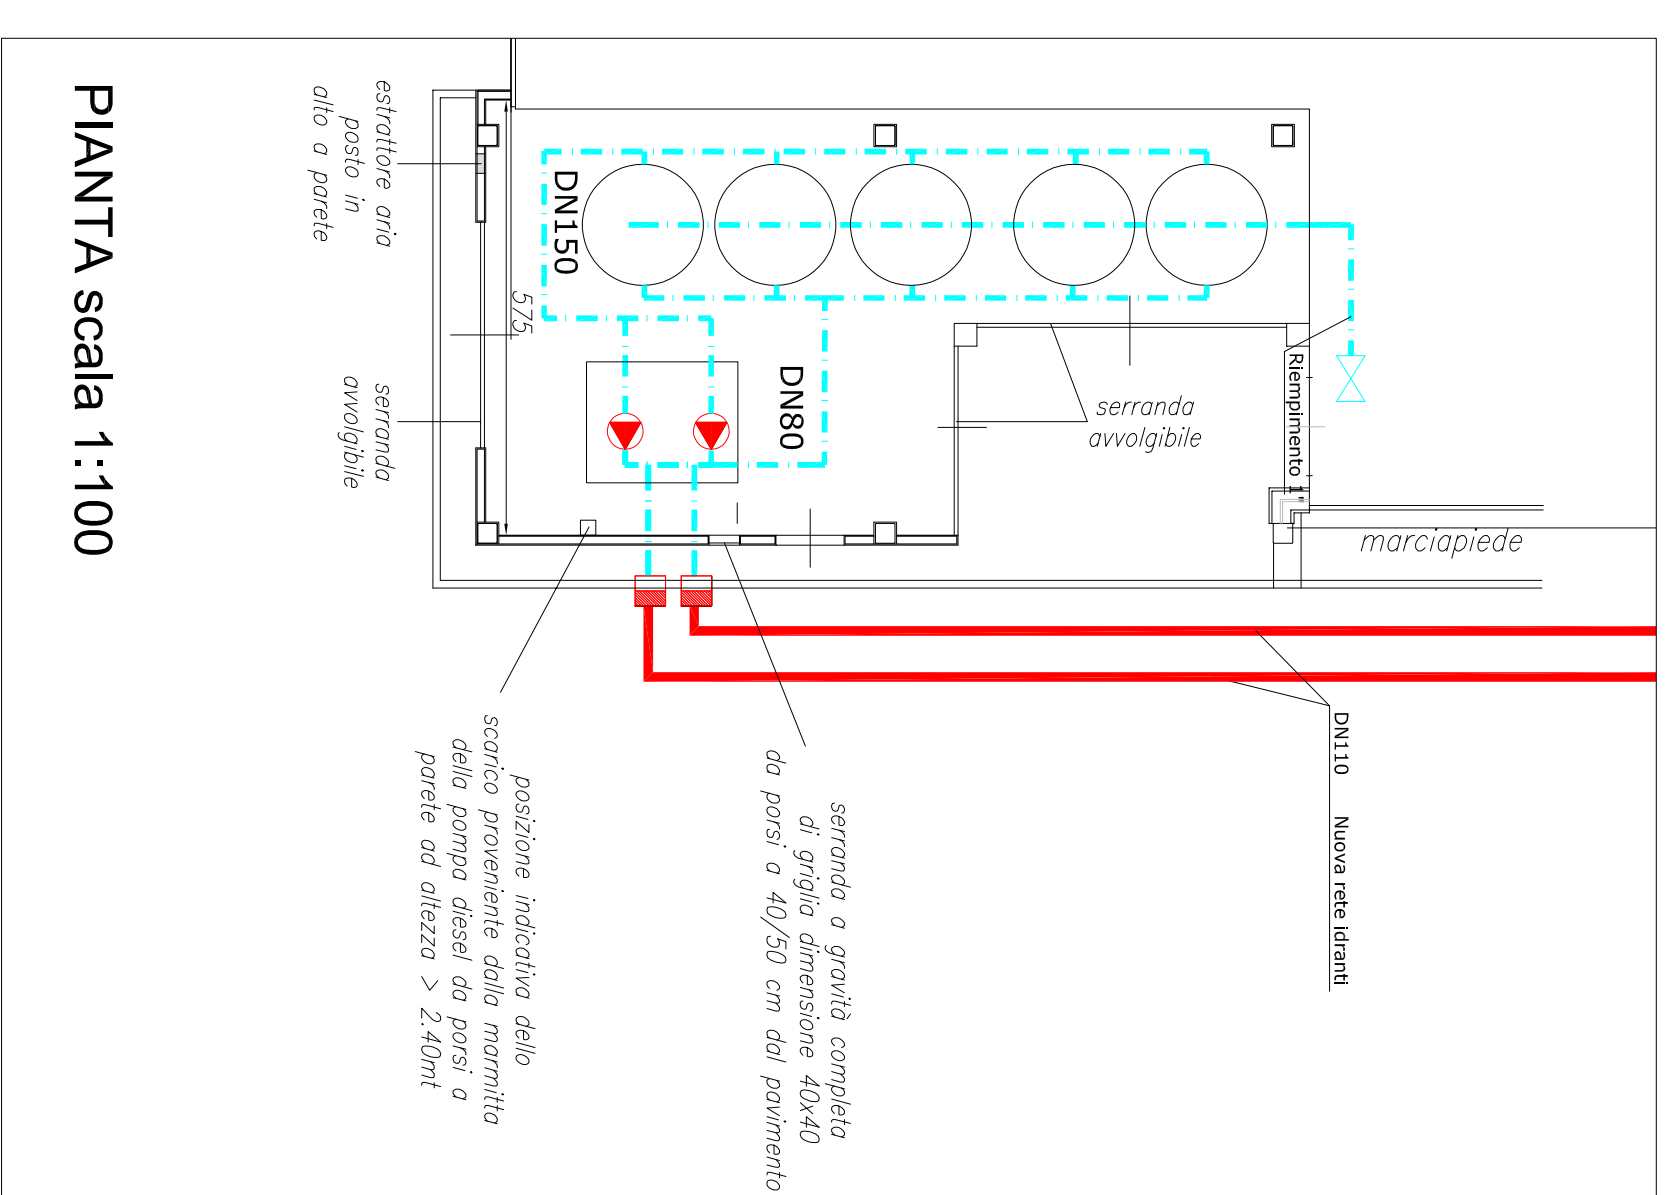 PIANTA scala 1:100
estrattore aria
posto in
alto a parete
serranda
avvolgibile
575
DN150
DN80
serranda
avvolgibile
Riempimento 1"
marciapiede
DN110 Nuova rete idranti
serranda a gravità completa
di griglia dimensione 40x40
da porsi a 40/50 cm dal pavimento
posizione indicativa dello
scarico proveniente dalla marmitta
della pompa diesel da porsi a
parete ad altezza > 2.40mt